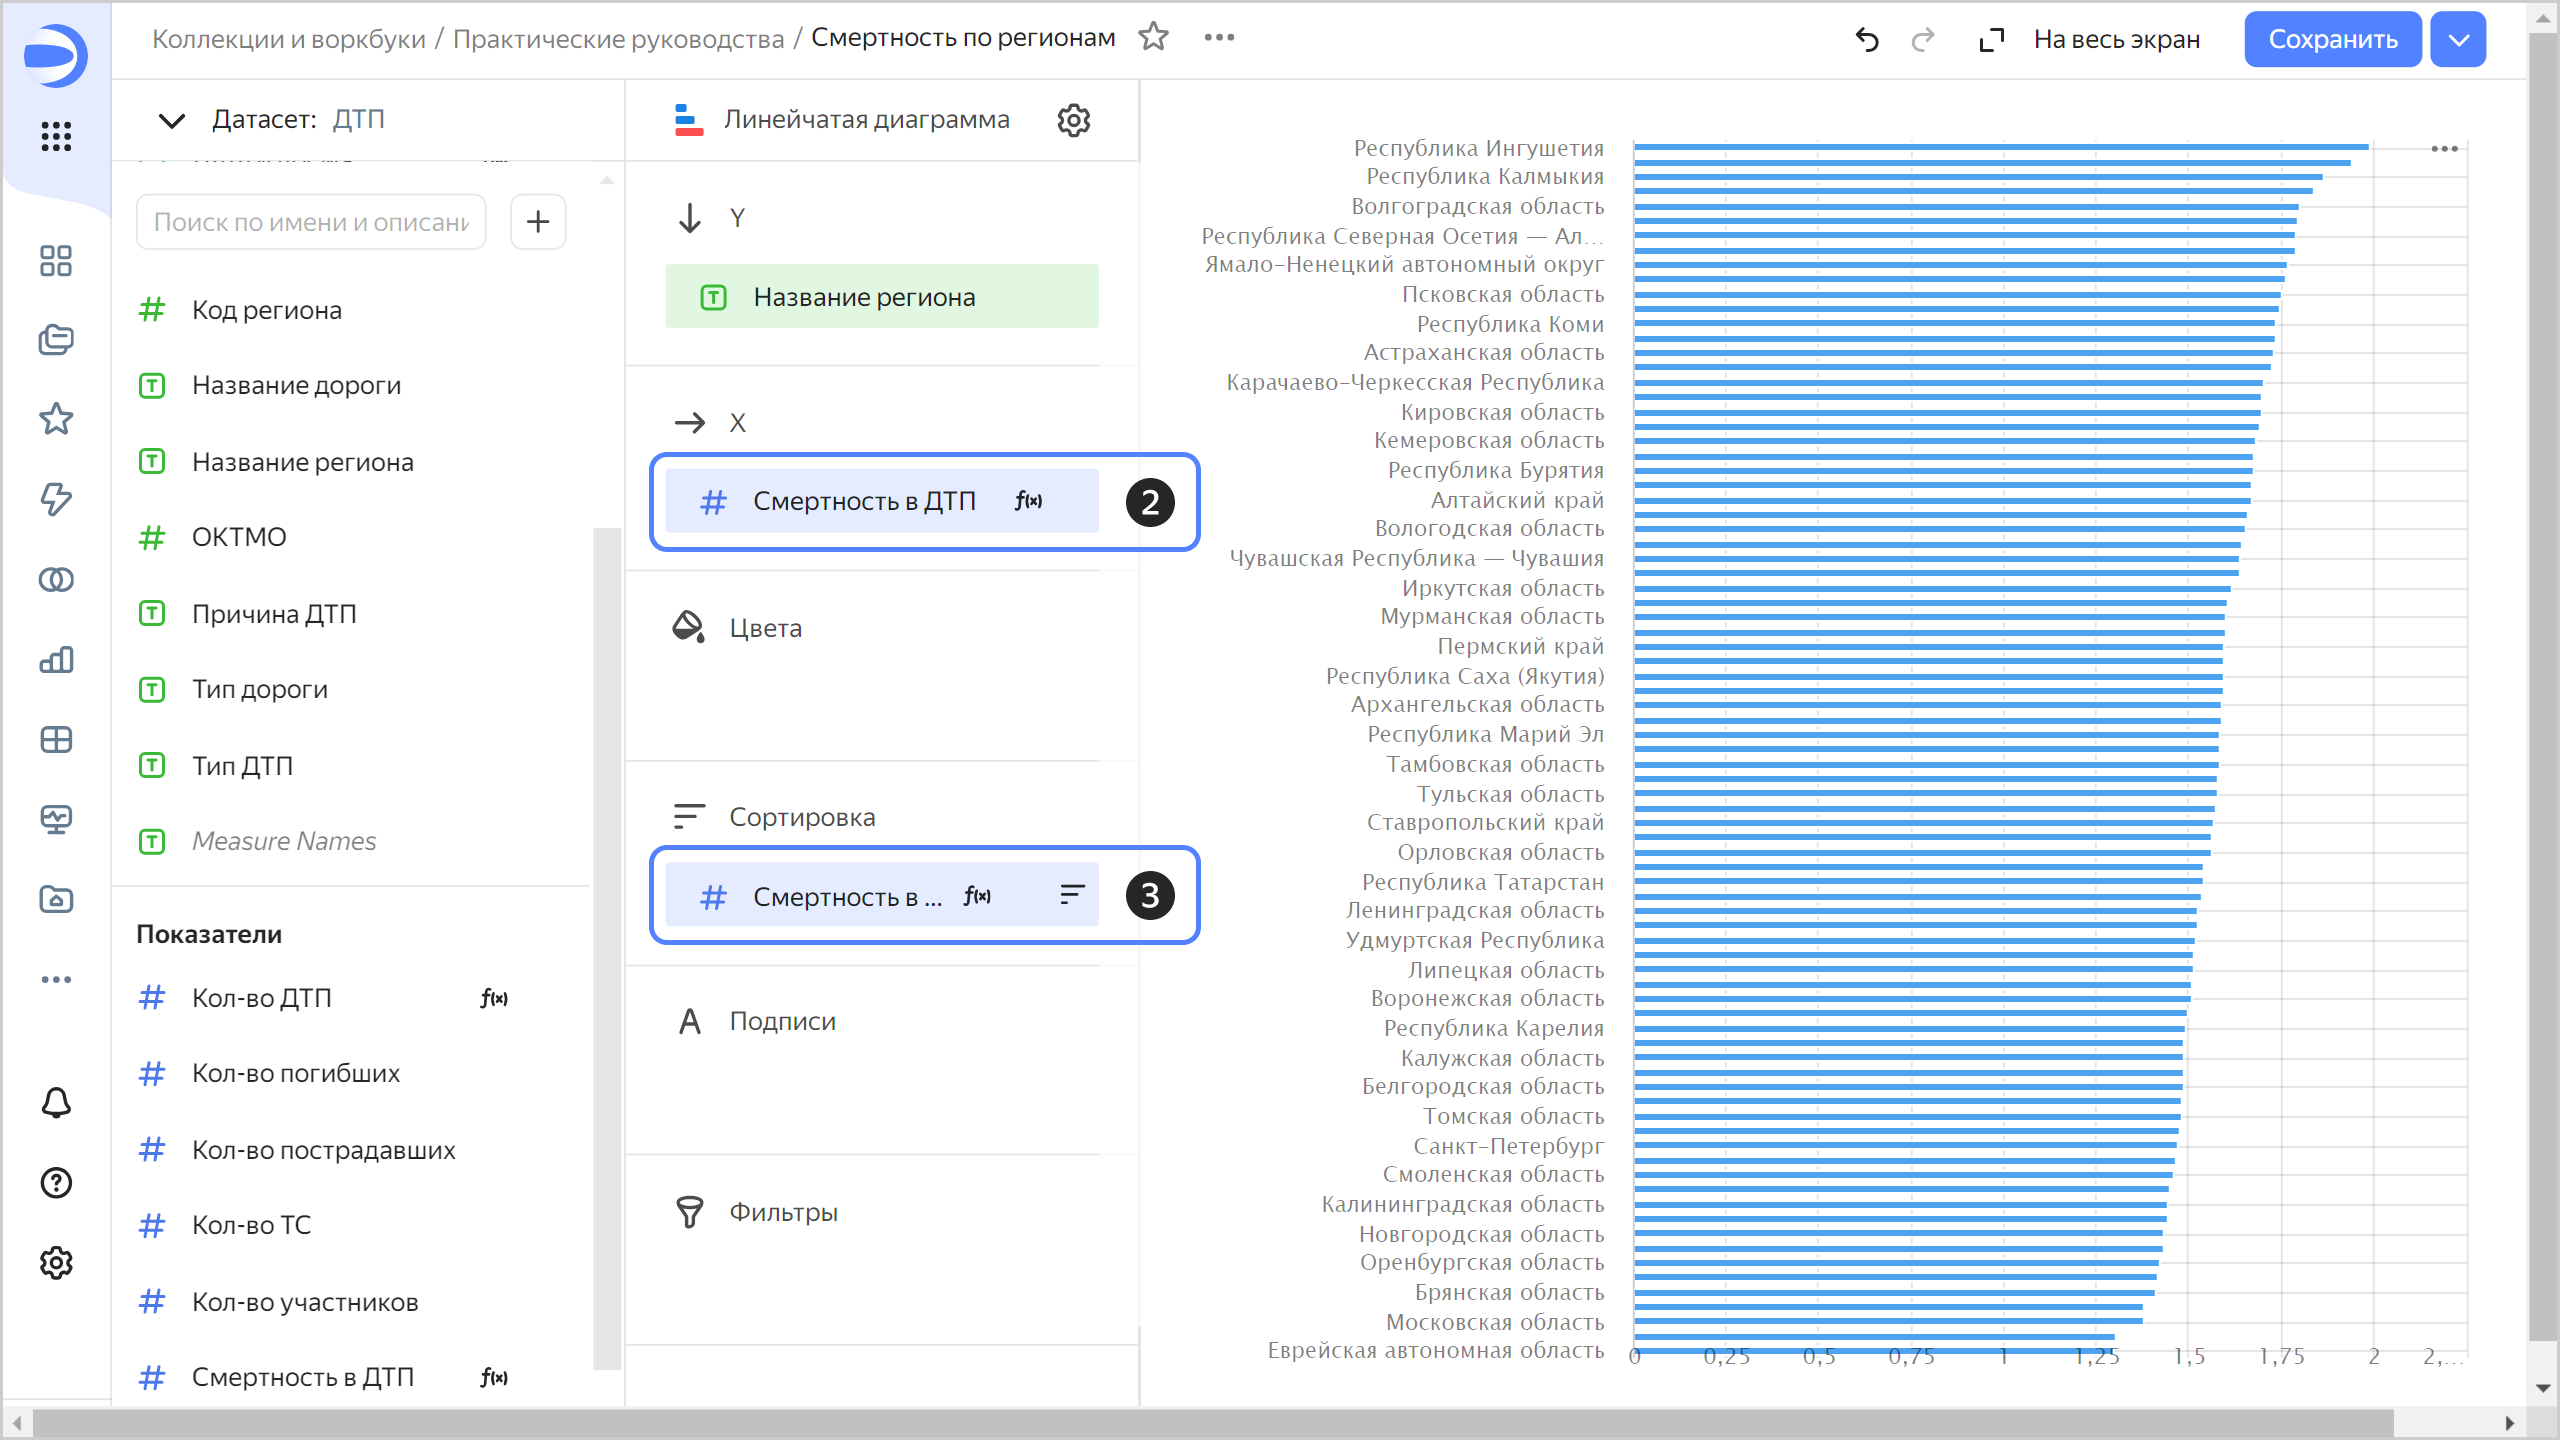 Коллекции и воркбуки / Практические руководства / Смертность по регионам
На весь экран
Сохранить
Датасет: ДТП
Поиск по имени и описани
Код региона
Название дороги
Название региона
ОКТМО
Причина ДТП
Тип дороги
Тип ДТП
Measure Names
Показатели
Кол-во ДТП f(x)
Кол-во погибших
Кол-во пострадавших
Кол-во ТС
Кол-во участников
Смертность в ДТП f(x)
Линейчатая диаграмма
Y
Название региона
X
Смертность в ДТП f(x)
2
Цвета
Сортировка
Смертность в ... f(x)
3
Подписи
Фильтры
Республика Ингушетия
Республика Калмыкия
Волгоградская область
Республика Северная Осетия — Ал...
Ямало-Ненецкий автономный округ
Псковская область
Республика Коми
Астраханская область
Карачаево-Черкесская Республика
Кировская область
Кемеровская область
Республика Бурятия
Алтайский край
Вологодская область
Чувашская Республика — Чувашия
Иркутская область
Мурманская область
Пермский край
Республика Саха (Якутия)
Архангельская область
Республика Марий Эл
Тамбовская область
Тульская область
Ставропольский край
Орловская область
Республика Татарстан
Ленинградская область
Удмуртская Республика
Липецкая область
Воронежская область
Республика Карелия
Калужская область
Белгородская область
Томская область
Санкт-Петербург
Смоленская область
Калининградская область
Новгородская область
Оренбургская область
Брянская область
Московская область
Еврейская автономная область
0 0,25 0,5 0,75 1 1,25 1,5 1,75 2 2,...